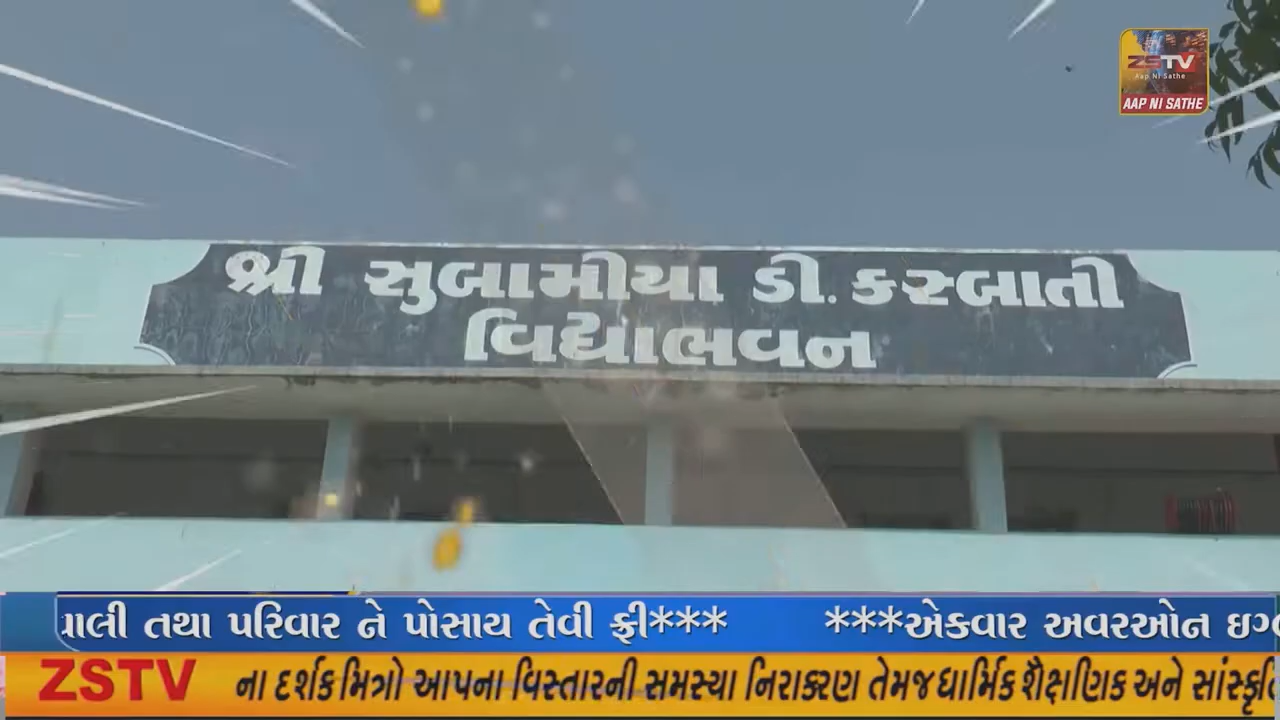 ZSTV
Aap Ni Sathe
AAP NI SATHE
શ્રી સુબામીયા ડી. કરબાતી
વિદ્યાભવન
તથા પરિવાર ને પોસાય તેવી ફ્રી*** ***એકવાર અવરઓન
ZSTV ના દર્શક મિત્રો આપના વિસ્તારની સમસ્યા નિરાકરણ તેમજ ધાર્મિક શૈક્ષણિક અને